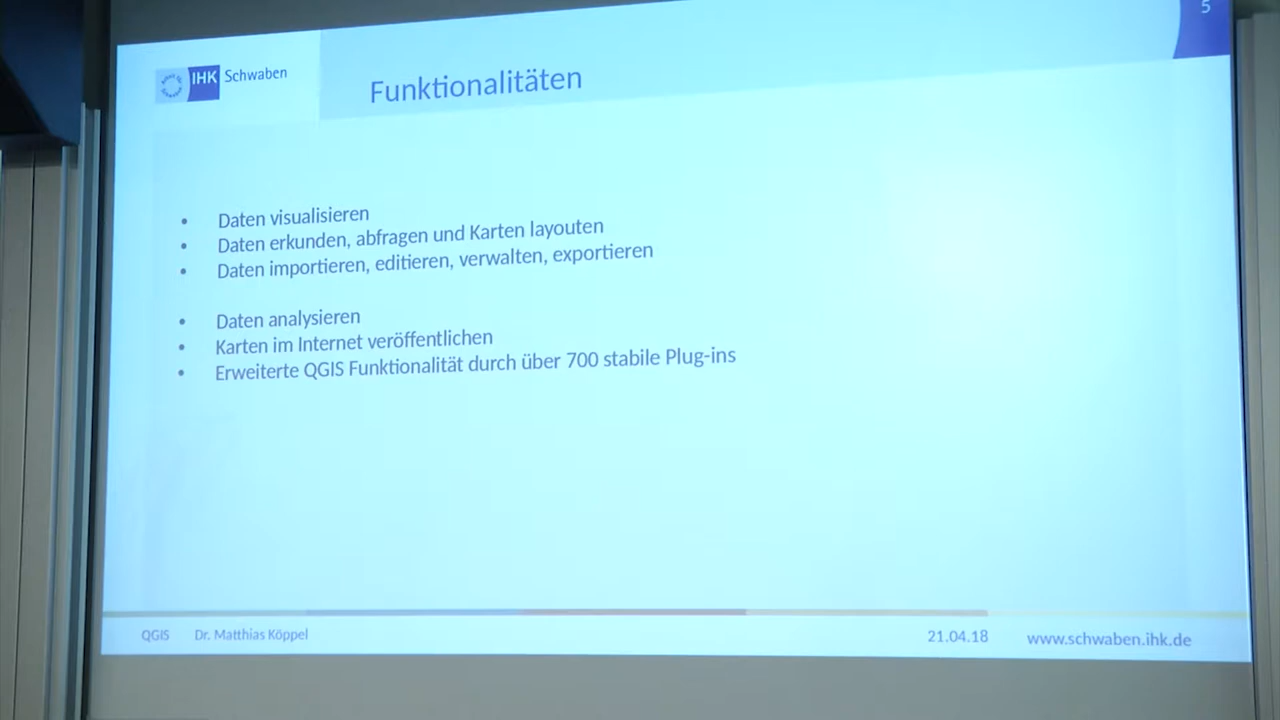 5
IHK Schwaben
Funktionalitäten
• Daten visualisieren
• Daten erkunden, abfragen und Karten layouten
• Daten importieren, editieren, verwalten, exportieren
• Daten analysieren
• Karten im Internet veröffentlichen
• Erweiterte QGIS Funktionalität durch über 700 stabile Plug-ins
QGIS Dr. Matthias Köppel 21.04.18 www.schwaben.ihk.de